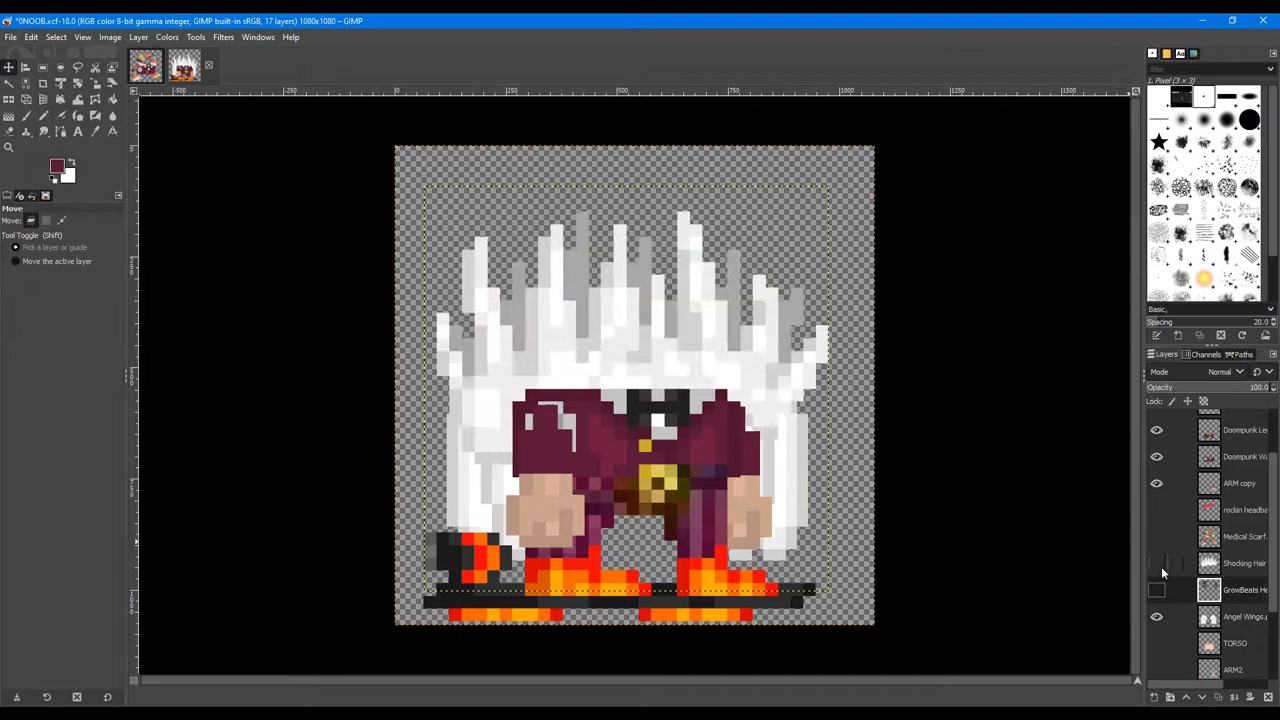 *0NOOB.xcf-18.0 (RGB color 8-bit gamma integer, GIMP built-in sRGB, 17 layers) 1080x1080 – GIMP
File Edit Select View Image Layer Colors Tools Filters Windows Help
filter
1. Pixel (3 × 3)
-500 -250 0 250 500 750 1000 1250 1500
Move
Move:
Tool Toggle (Shift)
Pick a layer or guide
Move the active layer
Basic,
Spacing 20.0
Layers Channels Paths
Mode Normal
Opacity 100.0
Lock:
Doompunk Le
Doompunk Wa
ARM copy
rockin headba
Medical Scarf.
Shocking Hair
GrowBeats He
Angel Wings.p
TORSO
ARM2